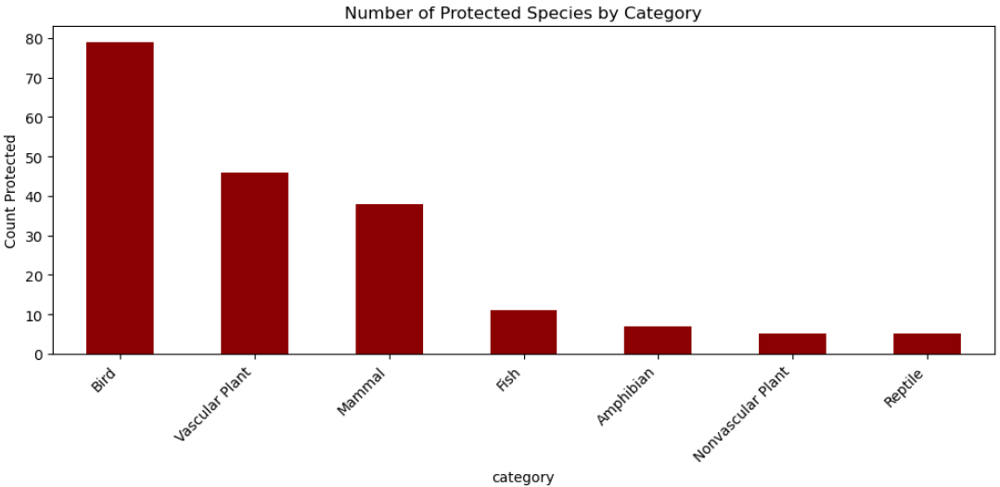 Number of Protected Species by Category
Count Protected
80
70
60
50
40
30
20
10
0
Bird
Vascular Plant
Mammal
Fish
Amphibian
Nonvascular Plant
Reptile
category